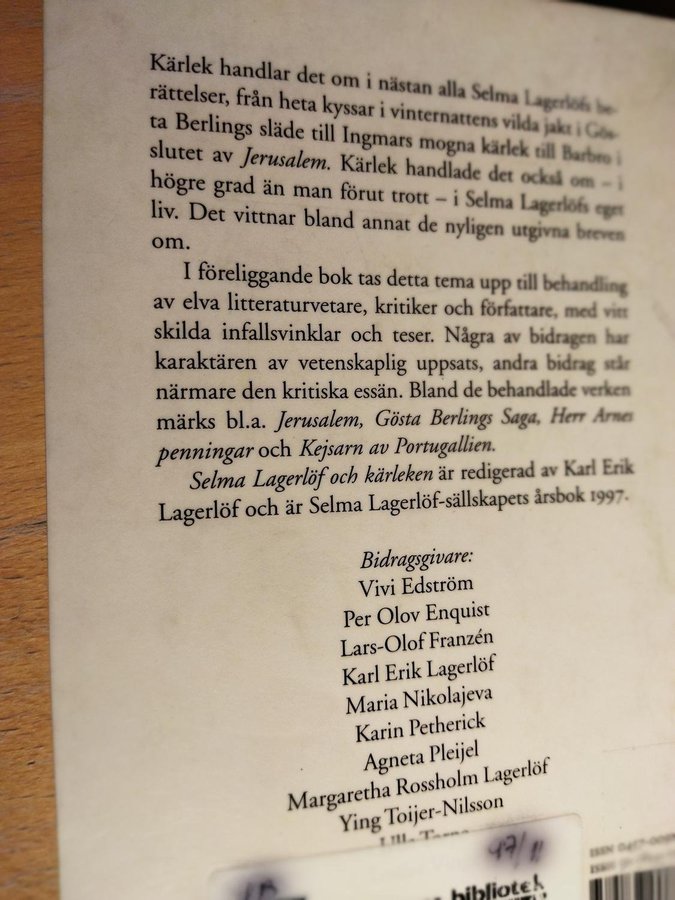 Kärlek handlar det om i nästan alla Selma Lagerlöfs be-
rättelser, från heta kyssar i vinternattens vilda jakt i Gös-
ta Berlings släde till Ingmars mogna kärlek till Barbro i
slutet av Jerusalem. Kärlek handlade det också om – i
högre grad än man förut trott – i Selma Lagerlöfs eget
liv. Det vittnar bland annat de nyligen utgivna breven
om.
I föreliggande bok tas detta tema upp till behandling
av elva litteraturvetare, kritiker och författare, med vitt
skilda infallsvinklar och teser. Några av bidragen har
karaktären av vetenskaplig uppsats, andra bidrag står
närmare den kritiska essän. Bland de behandlade verken
märks bl.a. Jerusalem, Gösta Berlings Saga, Herr Arnes
penningar och Kejsarn av Portugallien.
Selma Lagerlöf och kärleken är redigerad av Karl Erik
Lagerlöf och är Selma Lagerlöf-sällskapets årsbok 1997.
Bidragsgivare:
Vivi Edström
Per Olov Enquist
Lars-Olof Franzén
Karl Erik Lagerlöf
Maria Nikolajeva
Karin Petherick
Agneta Pleijel
Margaretha Rossholm Lagerlöf
Ying Toijer-Nilsson
47/11
ISSN
bibliotek